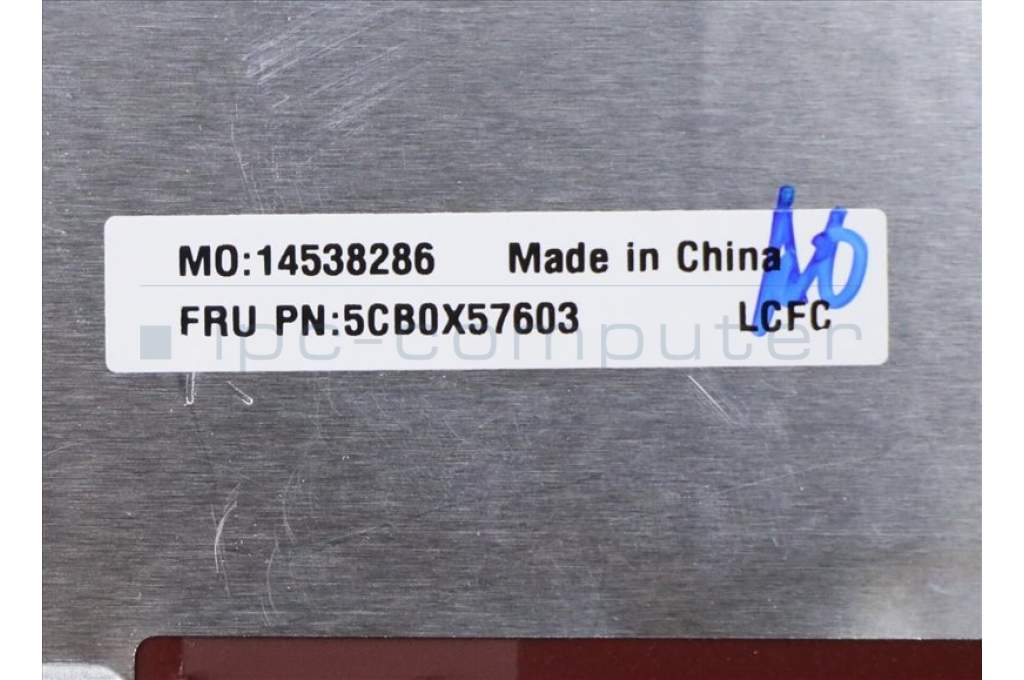 MO:14538286 Made in China
FRU PN:5CB0X57603 LCFC
ipc-computer